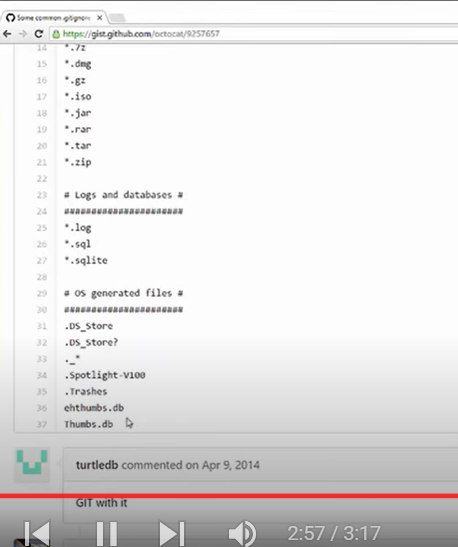 Some common .gitignore
https://gist.github.com/octocat/9257657
14 *.7z
15 *.dmg
16 *.gz
17 *.iso
18 *.jar
19 *.rar
20 *.tar
21 *.zip
22
23 # Logs and databases #
24 ######################
25 *.log
26 *.sql
27 *.sqlite
28
29 # OS generated files #
30 ######################
31 .DS_Store
32 .DS_Store?
33 ._*
34 .Spotlight-V100
35 .Trashes
36 ehthumbs.db
37 Thumbs.db
turtledb commented on Apr 9, 2014
GIT with it
2:57 / 3:17